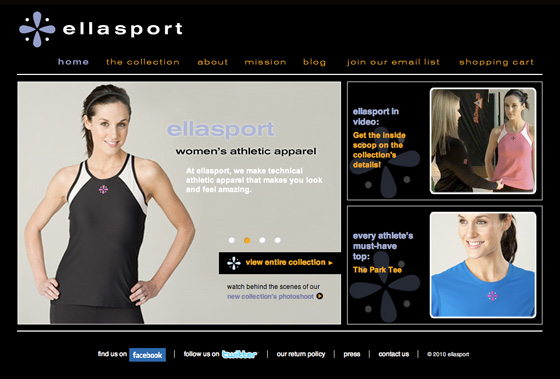 ellasport
home the collection about mission blog join our email list shopping cart
ellasport
women's athletic apparel
At ellasport, we make technical
athletic apparel that makes you look
and feel amazing.
view entire collection ►
watch behind the scenes of our
new collection's photoshoot
ellasport in
video:
Get the inside
scoop on the
collection's
details!
every athlete's
must-have
top:
The Park Tee
find us on facebook | follow us on twitter | our return policy | press | contact us | © 2010 ellasport